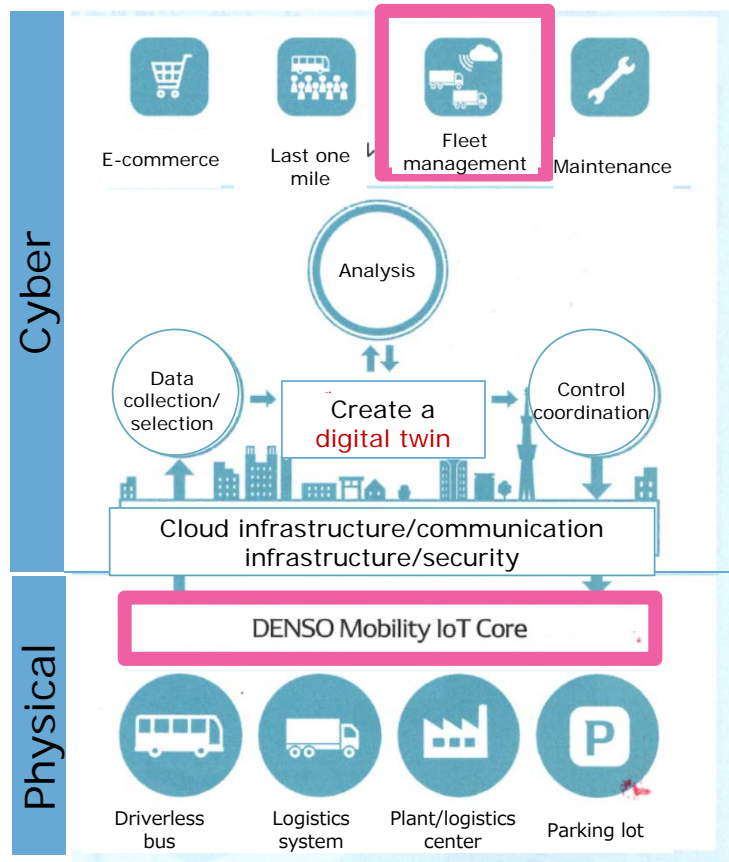 Cyber
E-commerce
Last one
mile
Fleet
management
Maintenance
Analysis
Data
collection/
selection
Create a
digital twin
Control
coordination
Cloud infrastructure/communication
infrastructure/security
Physical
DENSO Mobility IoT Core
P
Driverless
bus
Logistics
system
Plant/logistics
center
Parking lot